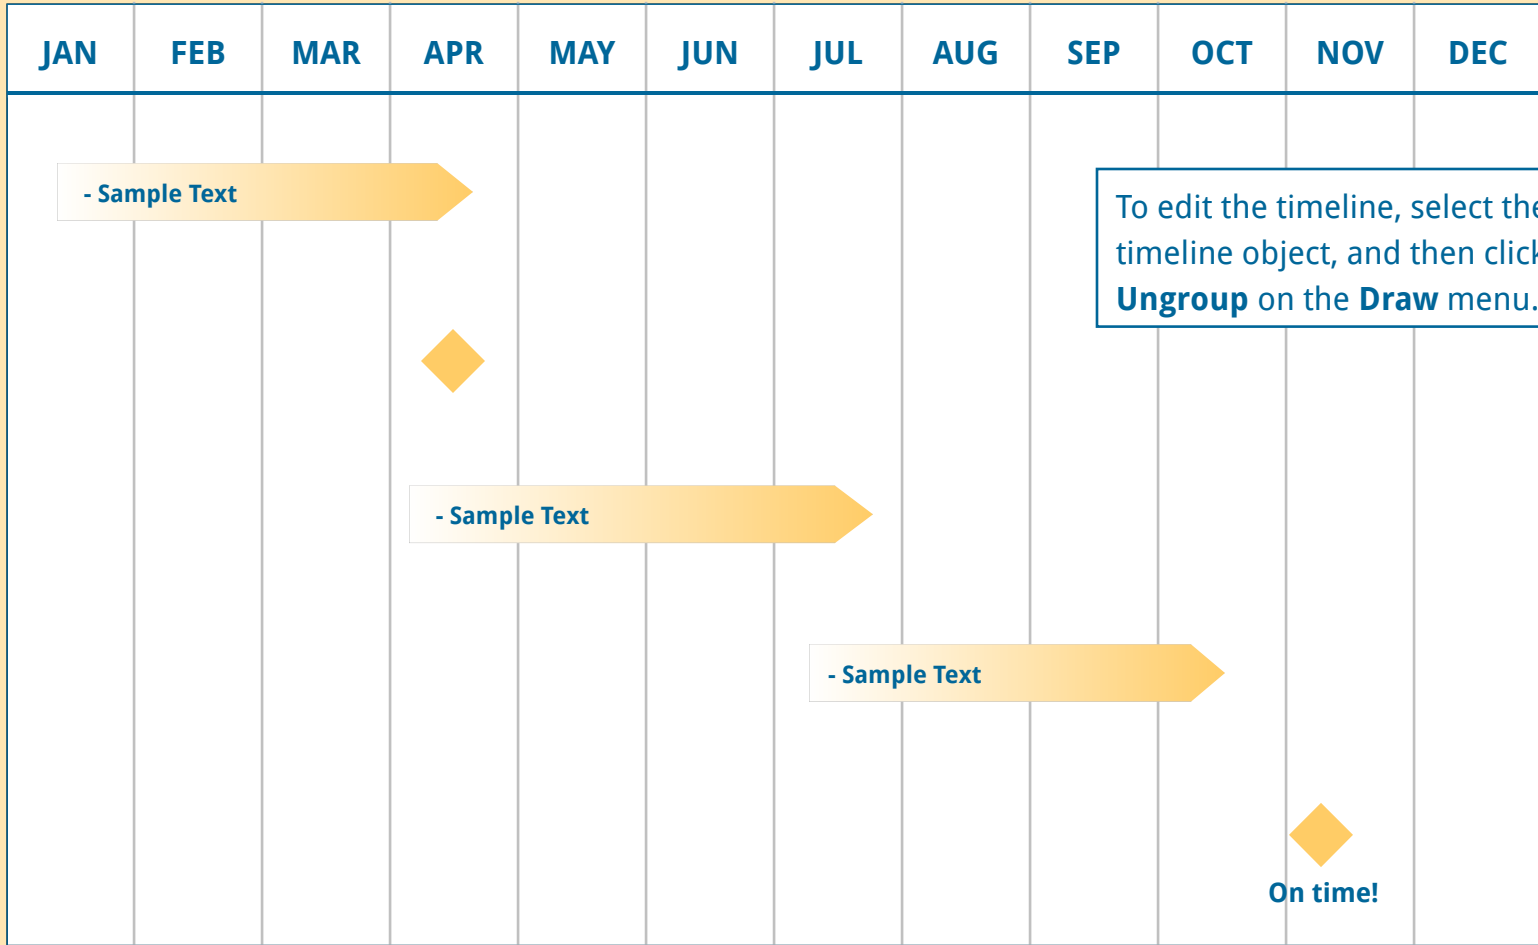 JAN FEB MAR APR MAY JUN JUL AUG SEP OCT NOV DEC
- Sample Text
To edit the timeline, select the
timeline object, and then click
Ungroup on the Draw menu.
- Sample Text
- Sample Text
On time!